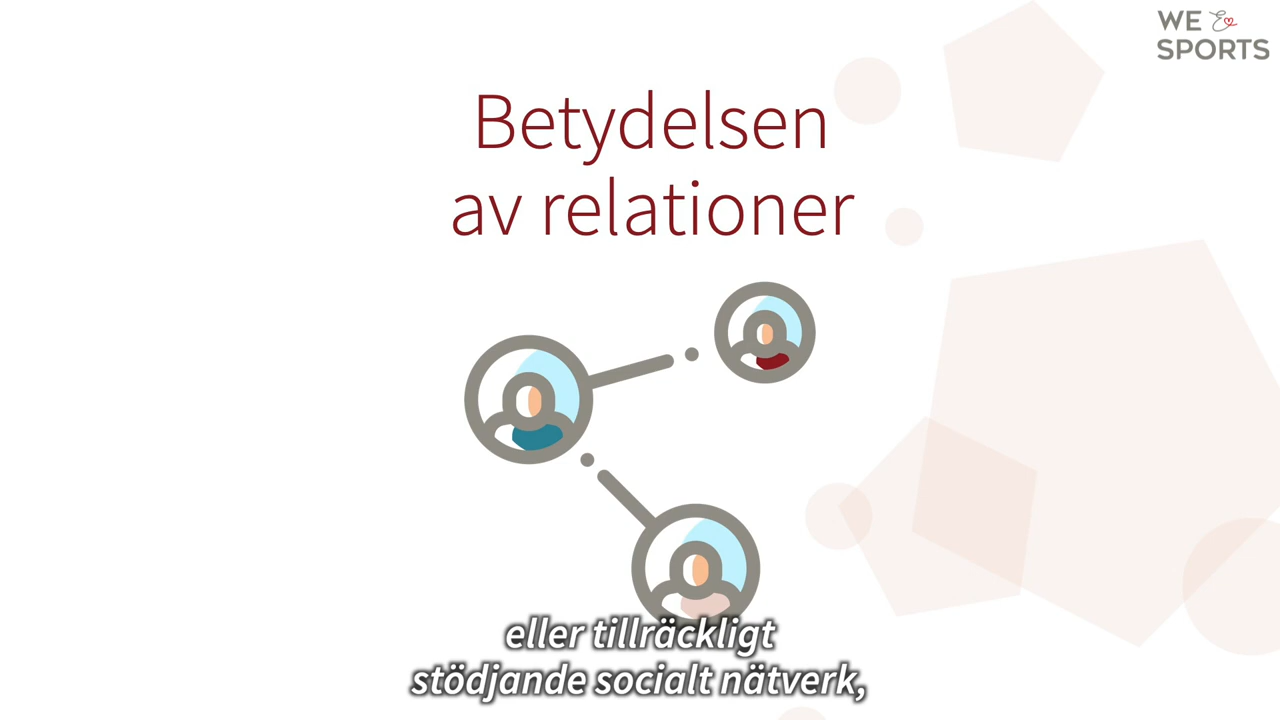 WE &
SPORTS
Betydelsen
av relationer
eller tillräckligt
stödjande socialt nätverk,